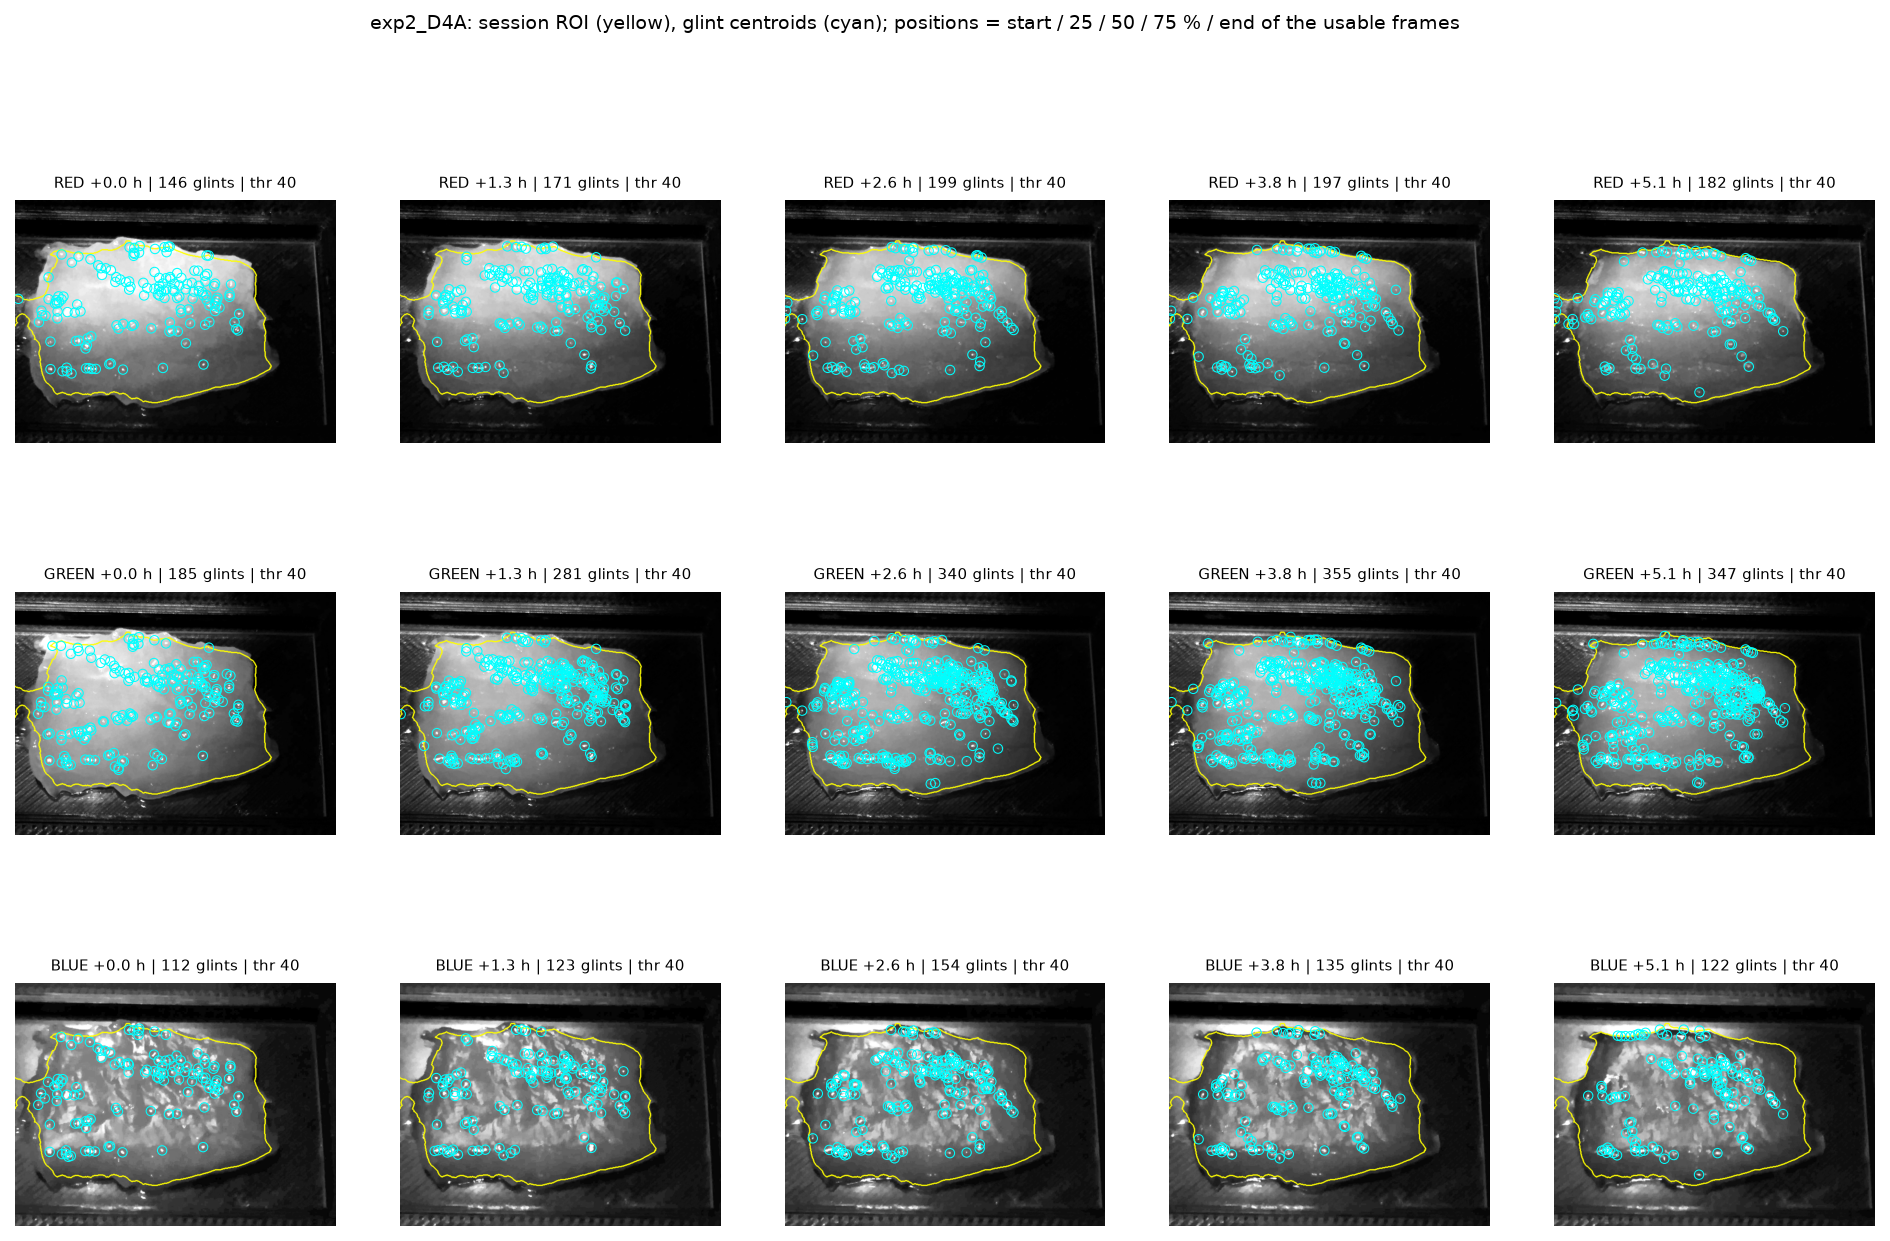 exp2_D4A: session ROI (yellow), glint centroids (cyan); positions = start / 25 / 50 / 75 % / end of the usable frames
RED +0.0 h | 146 glints | thr 40
RED +1.3 h | 171 glints | thr 40
RED +2.6 h | 199 glints | thr 40
RED +3.8 h | 197 glints | thr 40
RED +5.1 h | 182 glints | thr 40
GREEN +0.0 h | 185 glints | thr 40
GREEN +1.3 h | 281 glints | thr 40
GREEN +2.6 h | 340 glints | thr 40
GREEN +3.8 h | 355 glints | thr 40
GREEN +5.1 h | 347 glints | thr 40
BLUE +0.0 h | 112 glints | thr 40
BLUE +1.3 h | 123 glints | thr 40
BLUE +2.6 h | 154 glints | thr 40
BLUE +3.8 h | 135 glints | thr 40
BLUE +5.1 h | 122 glints | thr 40